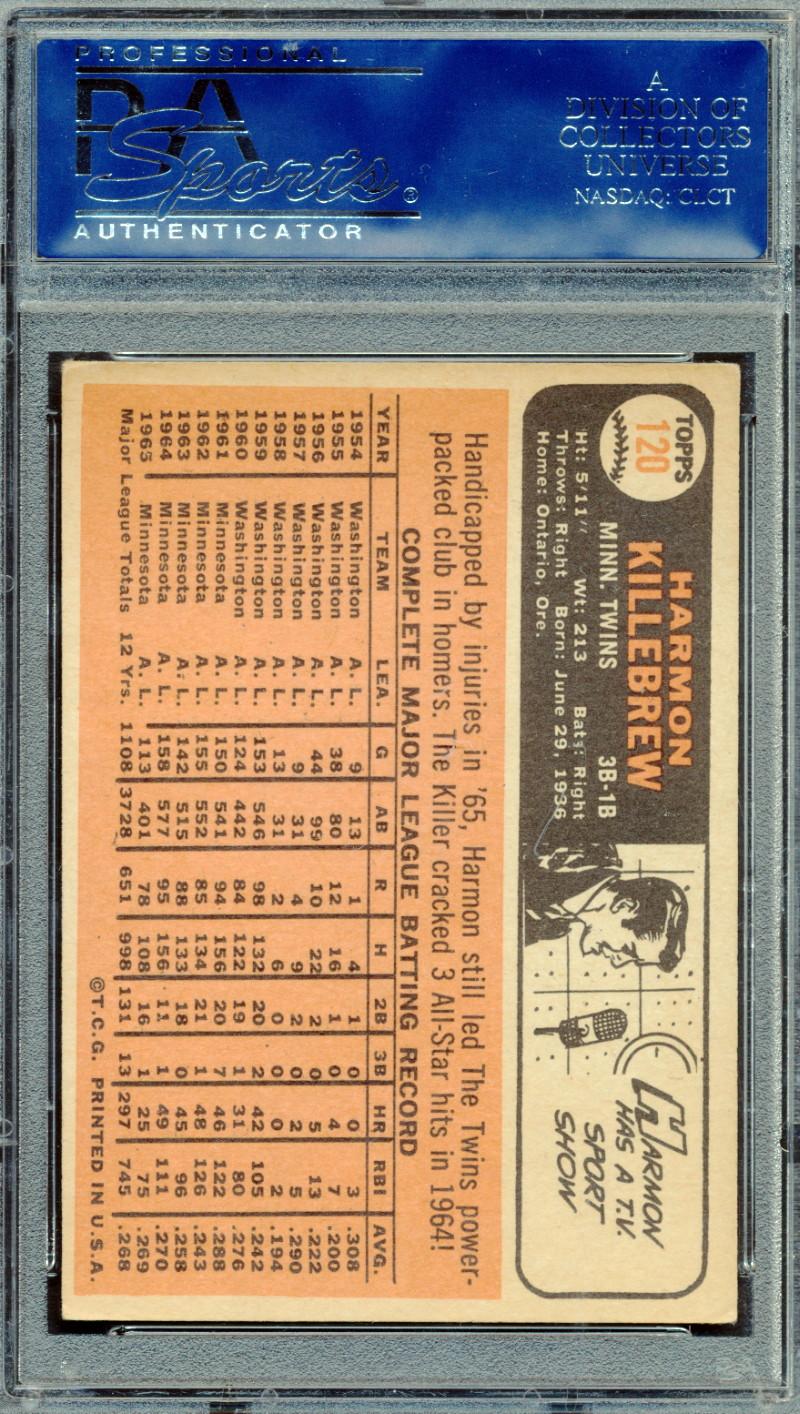 PROFESSIONAL
PSA
Sports®
AUTHENTICATOR
A
DIVISION OF
COLLECTORS
UNIVERSE
NASDAQ: CLCT
TOPPS
120
HARMON
KILLEBREW
MINN. TWINS 3B-1B
Ht: 5'11" Wt: 213 Bats: Right
Throws: Right Born: June 29, 1936
Home: Ontario, Ore.
HARMON
HAS A T.V.
SPORT
SHOW
Handicapped by injuries in '65, Harmon still led The Twins power-
packed club in homers. The Killer cracked 3 All-Star hits in 1964!
COMPLETE MAJOR LEAGUE BATTING RECORD
YEAR TEAM LEA. G AB R H 2B 3B HR RBI AVG.
1954 Washington A. L. 9 13 1 4 1 0 0 3 .308
1955 Washington A. L. 38 80 12 16 1 0 4 7 .200
1956 Washington A. L. 44 99 10 22 2 0 5 13 .222
1957 Washington A. L. 9 31 4 9 2 0 2 5 .290
1958 Washington A. L. 13 31 2 6 0 0 0 2 .194
1959 Washington A. L. 153 546 98 132 20 2 42 105 .242
1960 Washington A. L. 124 442 84 122 19 1 31 80 .276
1961 Minnesota A. L. 150 541 94 156 20 7 46 122 .288
1962 Minnesota A. L. 155 552 85 134 21 1 48 126 .243
1963 Minnesota A. L. 142 515 88 133 18 0 45 96 .258
1964 Minnesota A. L. 158 577 95 156 11 1 49 111 .270
1965 Minnesota A. L. 113 401 78 108 16 1 25 75 .269
Major League Totals 12 Yrs. 1108 3728 651 998 131 13 297 745 .268
©T.C.G. PRINTED IN U.S.A.